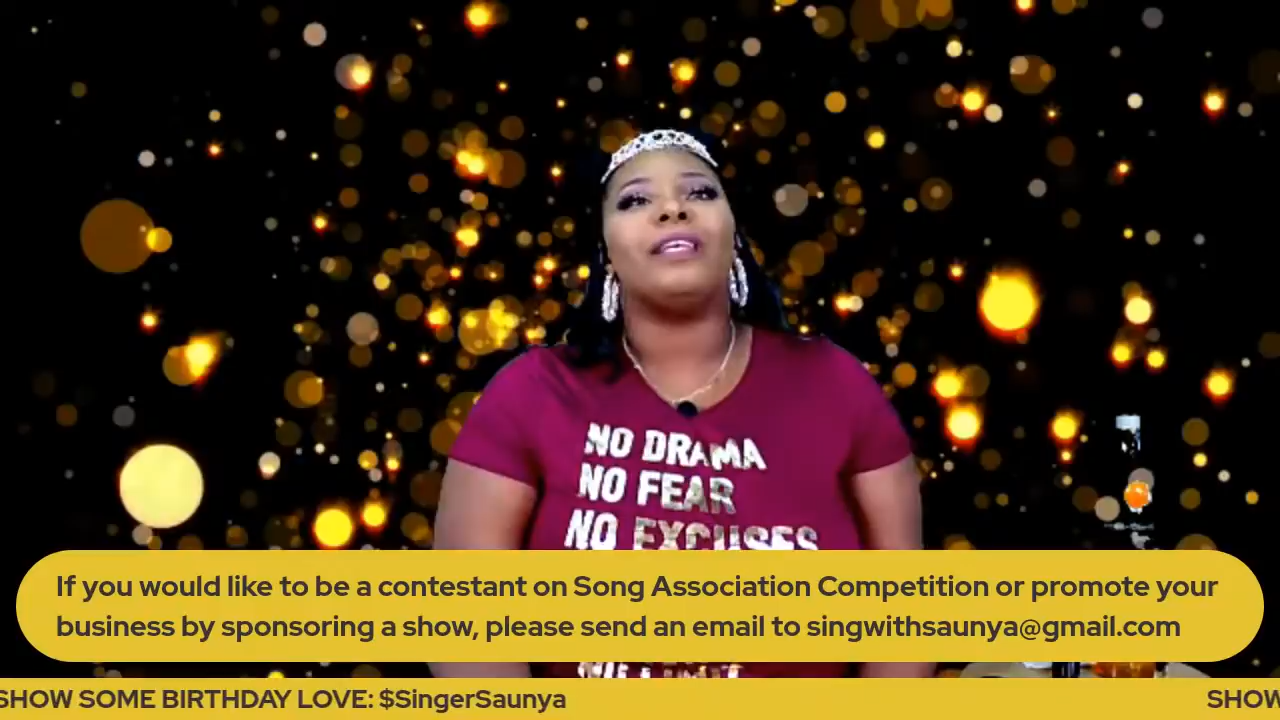 NO DRAMA
NO FEAR
NO EXCUSES
If you would like to be a contestant on Song Association Competition or promote your
business by sponsoring a show, please send an email to singwithsaunya@gmail.com
SHOW SOME BIRTHDAY LOVE: $SingerSaunya
SHOW